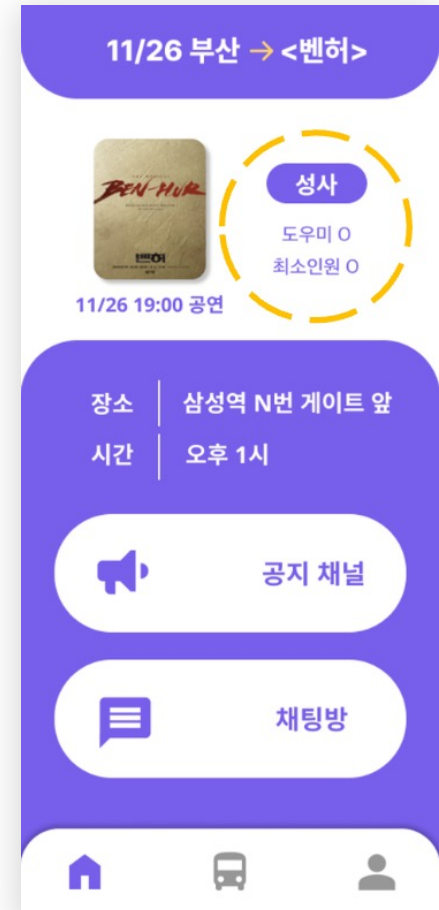 11/26 부산 → <벤허>
BEN-HUR
벤허
11/26 19:00 공연
성사
도우미 O
최소인원 O
장소 삼성역 N번 게이트 앞
시간 오후 1시
공지 채널
채팅방